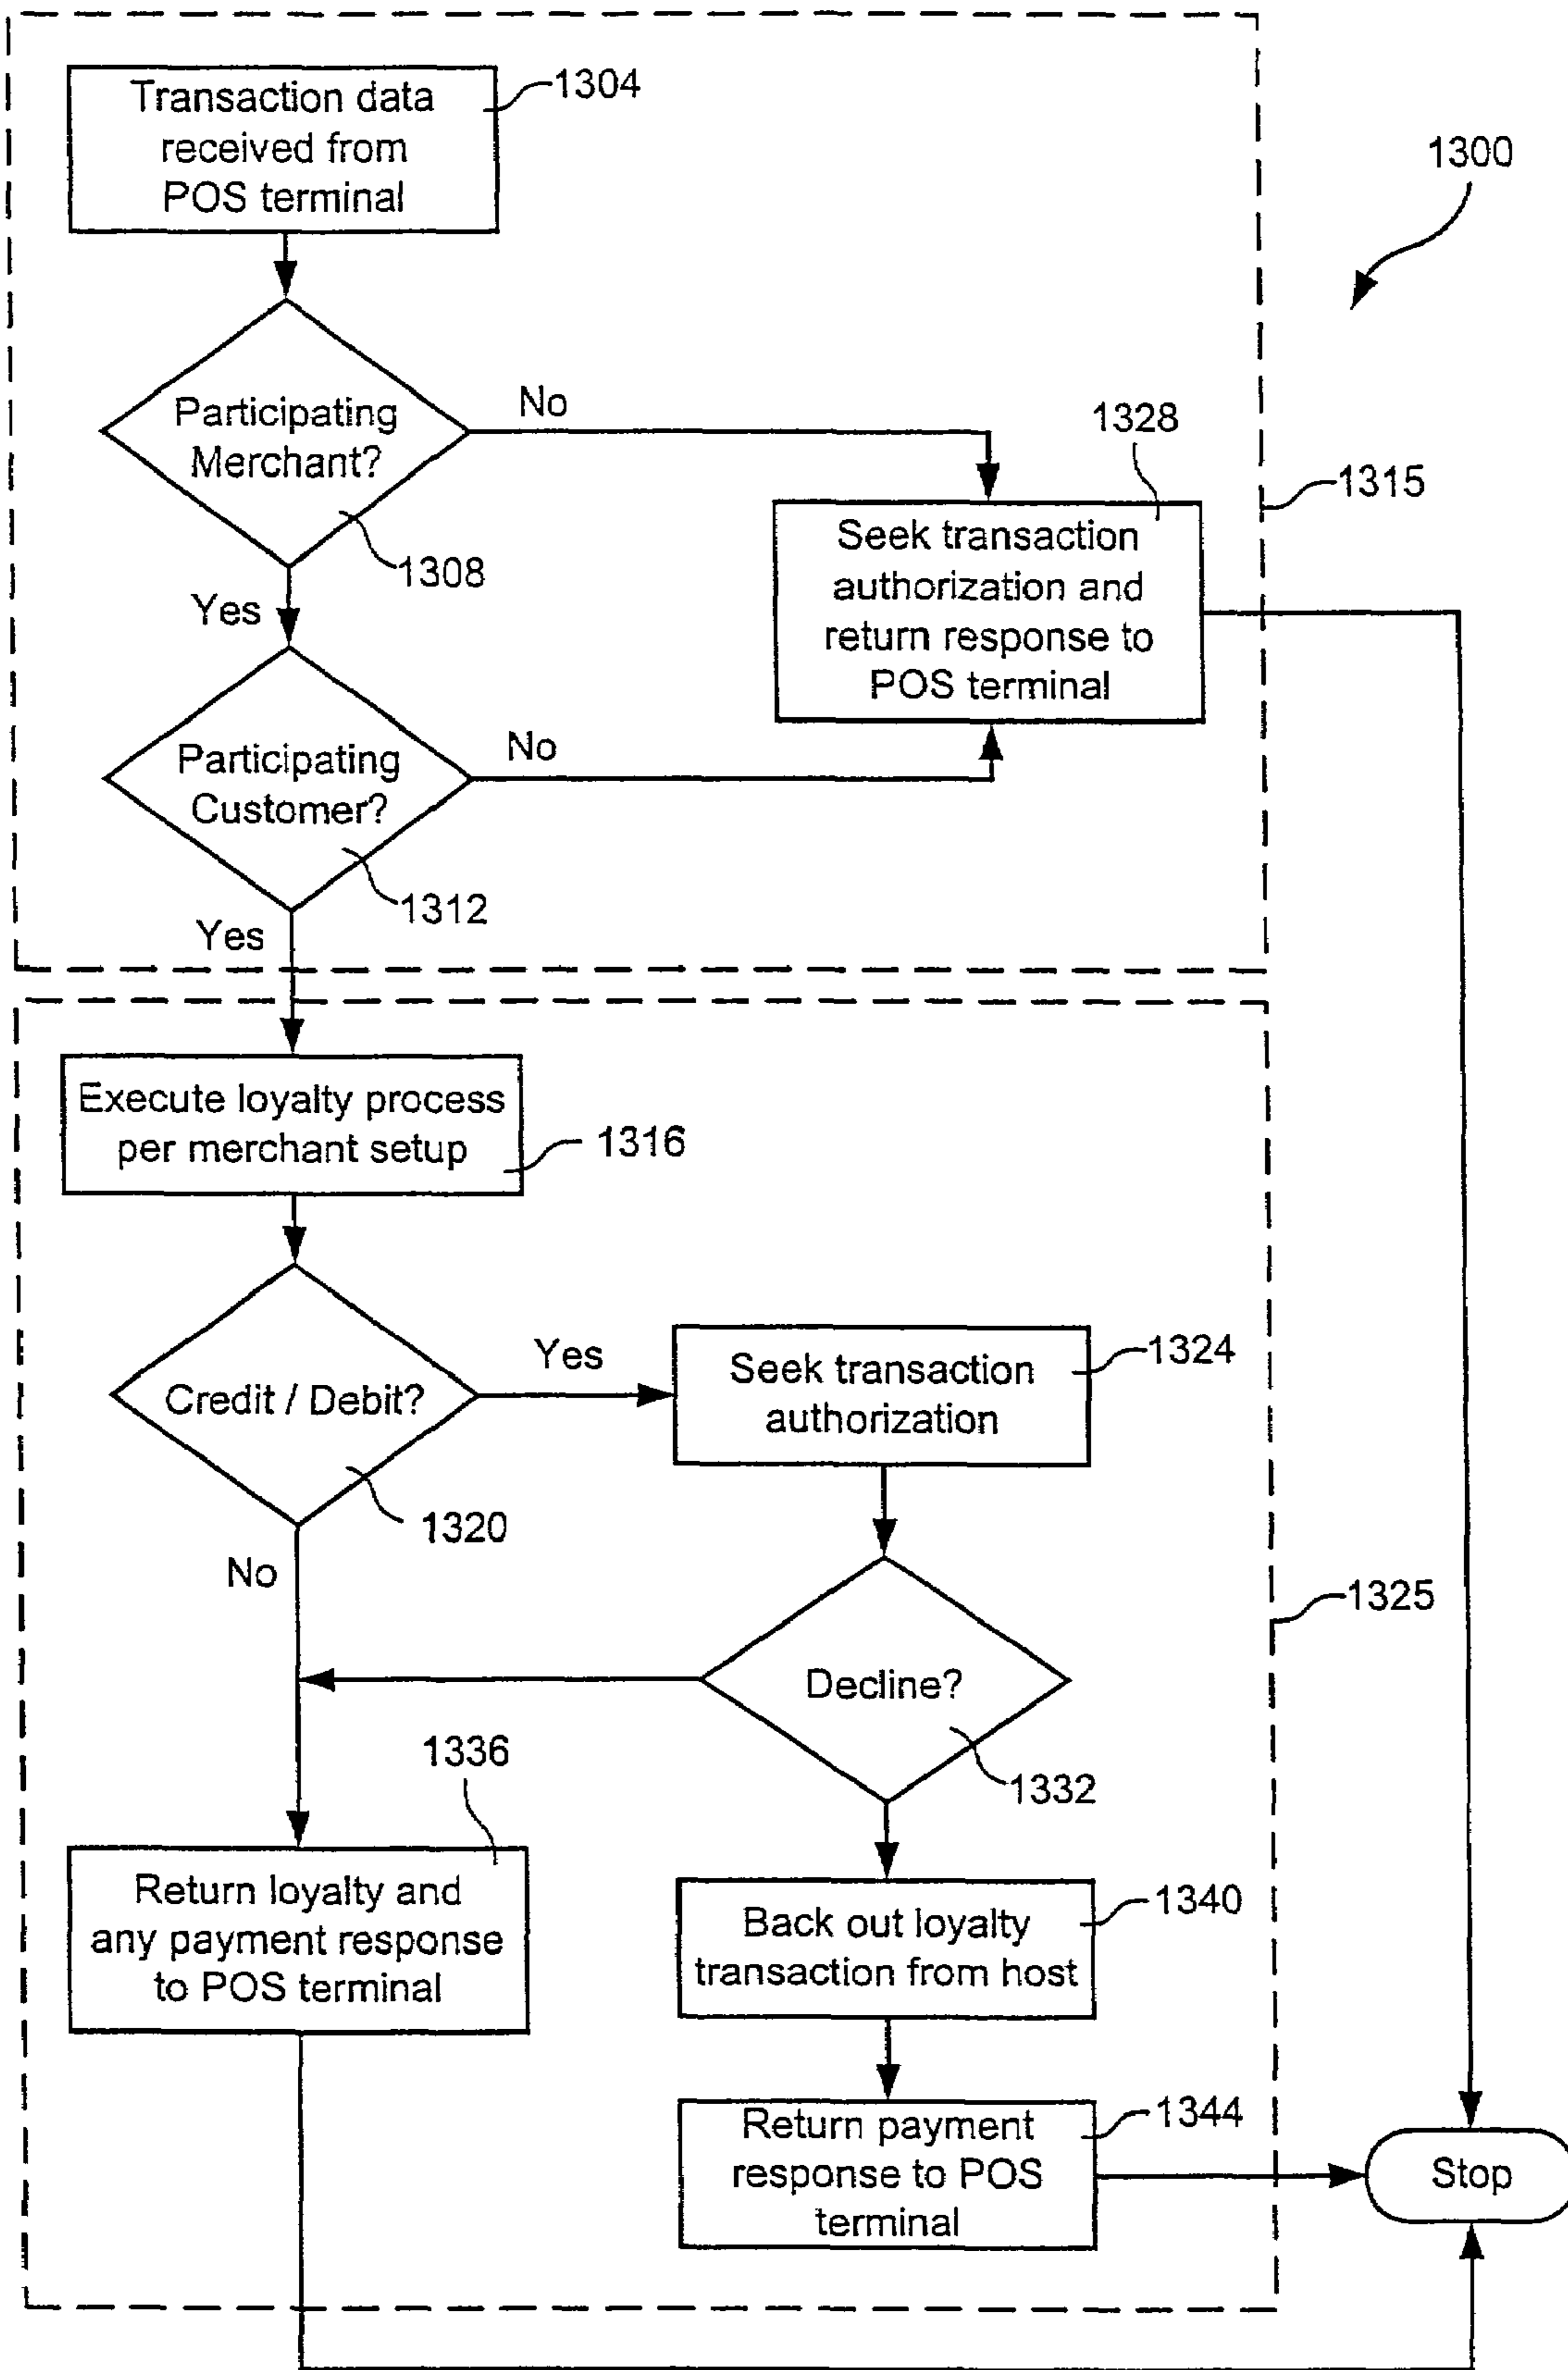 Transaction data
received from
POS terminal
1304
1300
Participating
Merchant?
No
1308
Yes
1328
Seek transaction
authorization and
return response to
POS terminal
1315
Participating
Customer?
No
1312
Yes
Execute loyalty process
per merchant setup
1316
Credit / Debit?
Yes
1320
No
Seek transaction
authorization
1324
1325
Decline?
1332
1336
Return loyalty and
any payment response
to POS terminal
Back out loyalty
transaction from host
1340
Return payment
response to POS
terminal
1344
Stop